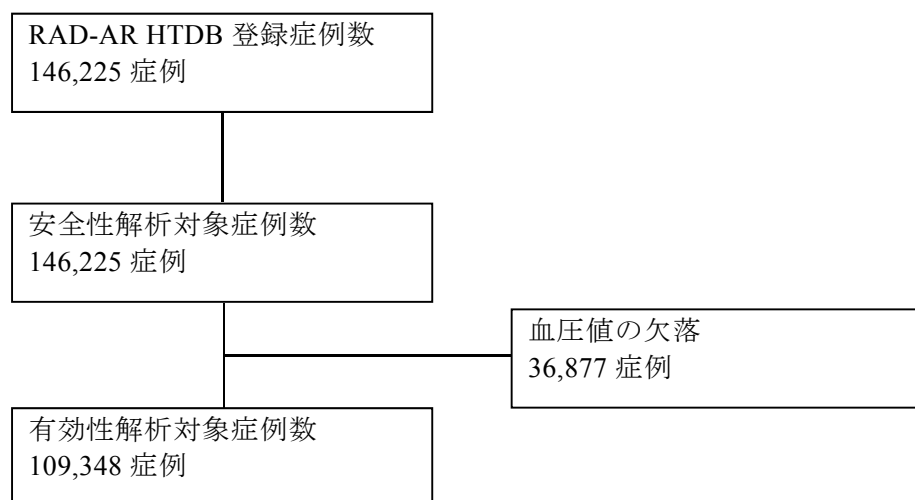 RAD-AR HTDB 登録症例数
146,225 症例
安全性解析対象症例数
146,225 症例
血圧値の欠落
36,877 症例
有効性解析対象症例数
109,348 症例